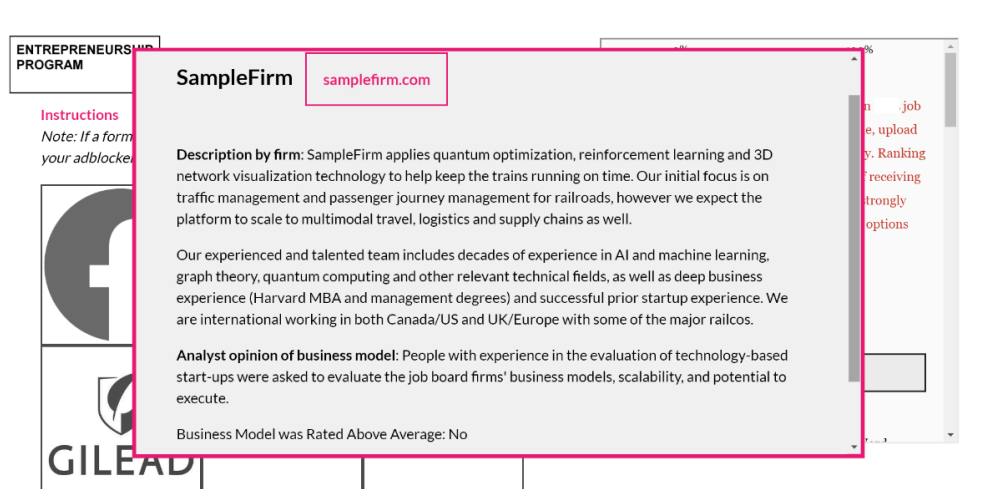 ENTREPRENEURSHIP
PROGRAM
Instructions
Note: If a form
your adblocke
SampleFirm samplefirm.com
Description by firm: SampleFirm applies quantum optimization, reinforcement learning and 3D
network visualization technology to help keep the trains running on time. Our initial focus is on
traffic management and passenger journey management for railroads, however we expect the
platform to scale to multimodal travel, logistics and supply chains as well.
Our experienced and talented team includes decades of experience in AI and machine learning,
graph theory, quantum computing and other relevant technical fields, as well as deep business
experience (Harvard MBA and management degrees) and successful prior startup experience. We
are international working in both Canada/US and UK/Europe with some of the major railcos.
Analyst opinion of business model: People with experience in the evaluation of technology-based
start-ups were asked to evaluate the job board firms' business models, scalability, and potential to
execute.
Business Model was Rated Above Average: No
GILEAD
job
e, upload
y. Ranking
receiving
strongly
options